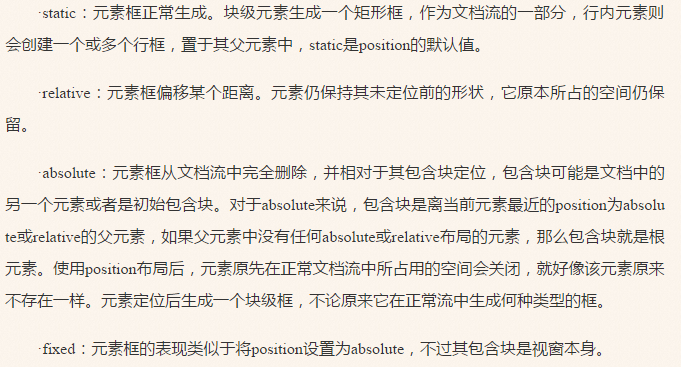 ·static：元素框正常生成。块级元素生成一个矩形框，作为文档流的一部分，行内元素则
会创建一个或多个行框，置于其父元素中，static是position的默认值。
·relative：元素框偏移某个距离。元素仍保持其未定位前的形状，它原本所占的空间仍保
留。
·absolute：元素框从文档流中完全删除，并相对于其包含块定位，包含块可能是文档中的
另一个元素或者是初始包含块。对于absolute来说，包含块是离当前元素最近的position为absolu
te或relative的父元素，如果父元素中没有任何absolute或relative布局的元素，那么包含块就是根
元素。使用position布局后，元素原先在正常文档流中所占用的空间会关闭，就好像该元素原来
不存在一样。元素定位后生成一个块级框，不论原来它在正常流中生成何种类型的框。
·fixed：元素框的表现类似于将position设置为absolute，不过其包含块是视窗本身。